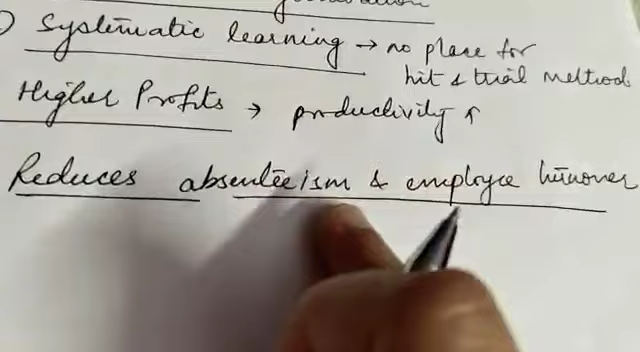 ) Systematic learning → no place for
hit & trial method
Higher Profits → productivity ↑
Reduces absenteeism & employee turnover